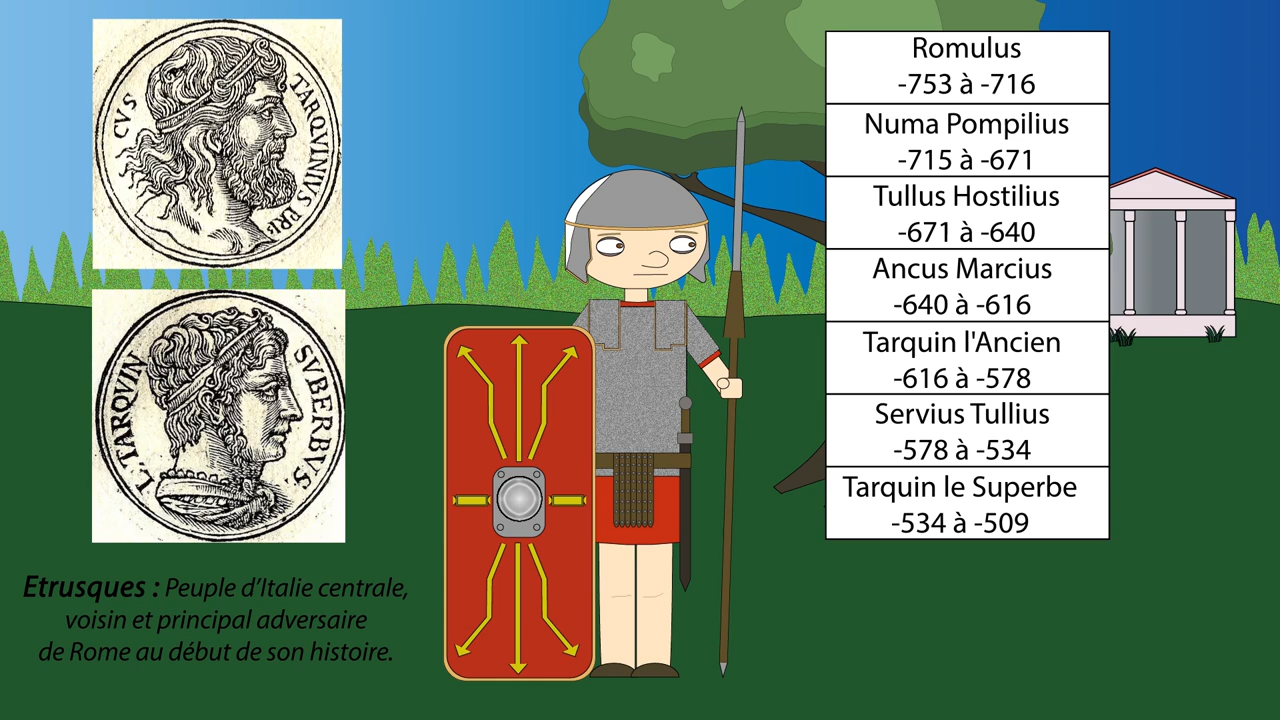 CVS TARQVINIVS PRI
L. TARQVIN SVBERBVS.
Etrusques : Peuple d’Italie centrale,
voisin et principal adversaire
de Rome au début de son histoire.
Romulus
-753 à -716
Numa Pompilius
-715 à -671
Tullus Hostilius
-671 à -640
Ancus Marcius
-640 à -616
Tarquin l'Ancien
-616 à -578
Servius Tullius
-578 à -534
Tarquin le Superbe
-534 à -509